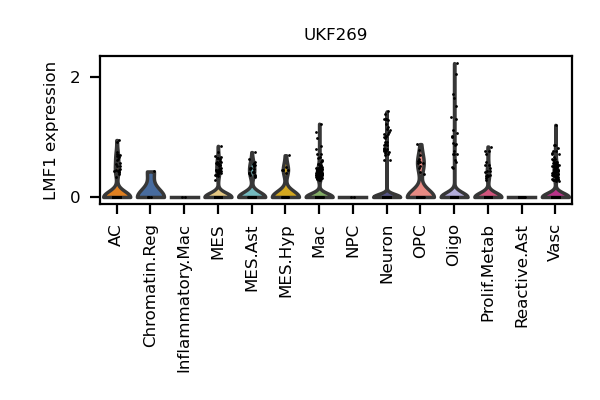 UKF269
LMF1 expression
2
0
AC
Chromatin.Reg
Inflammatory.Mac
MES
MES.Ast
MES.Hyp
Mac
NPC
Neuron
OPC
Oligo
Prolif.Metab
Reactive.Ast
Vasc